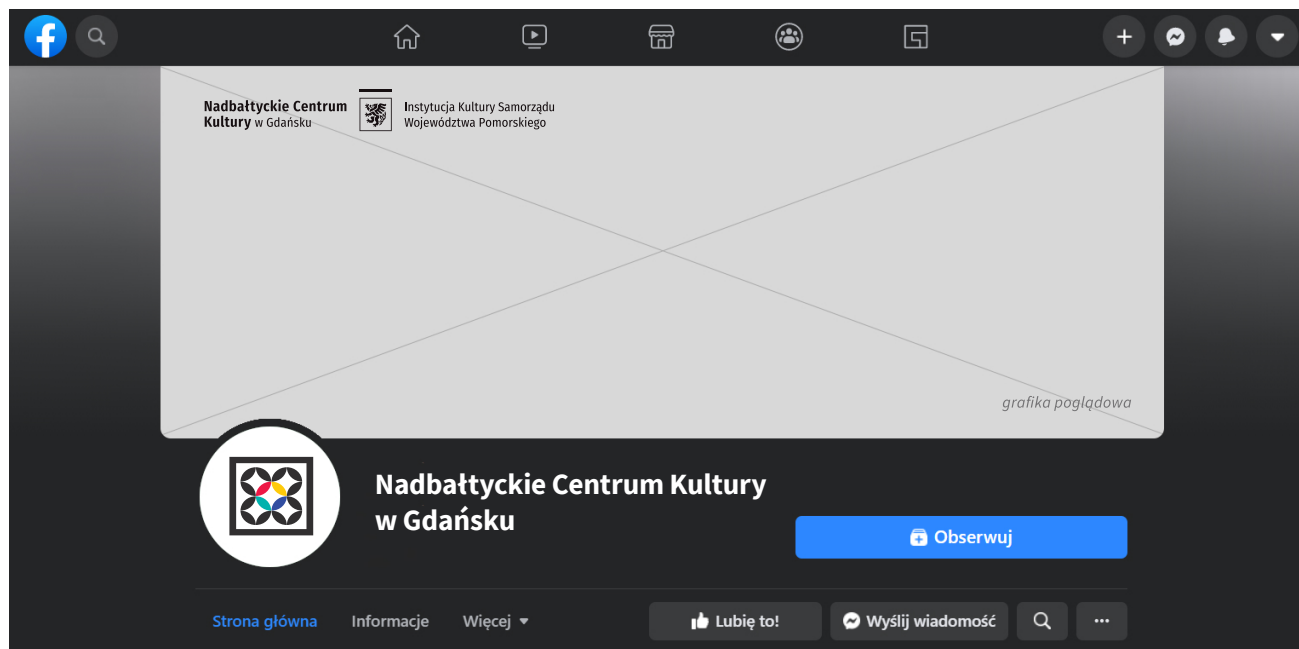 Nadbałtyckie Centrum
Kultury w Gdańsku
Instytucja Kultury Samorządu
Województwa Pomorskiego
grafika poglądowa
Nadbałtyckie Centrum Kultury
w Gdańsku
Obserwuj
Strona główna Informacje Więcej Lubię to! Wyślij wiadomość